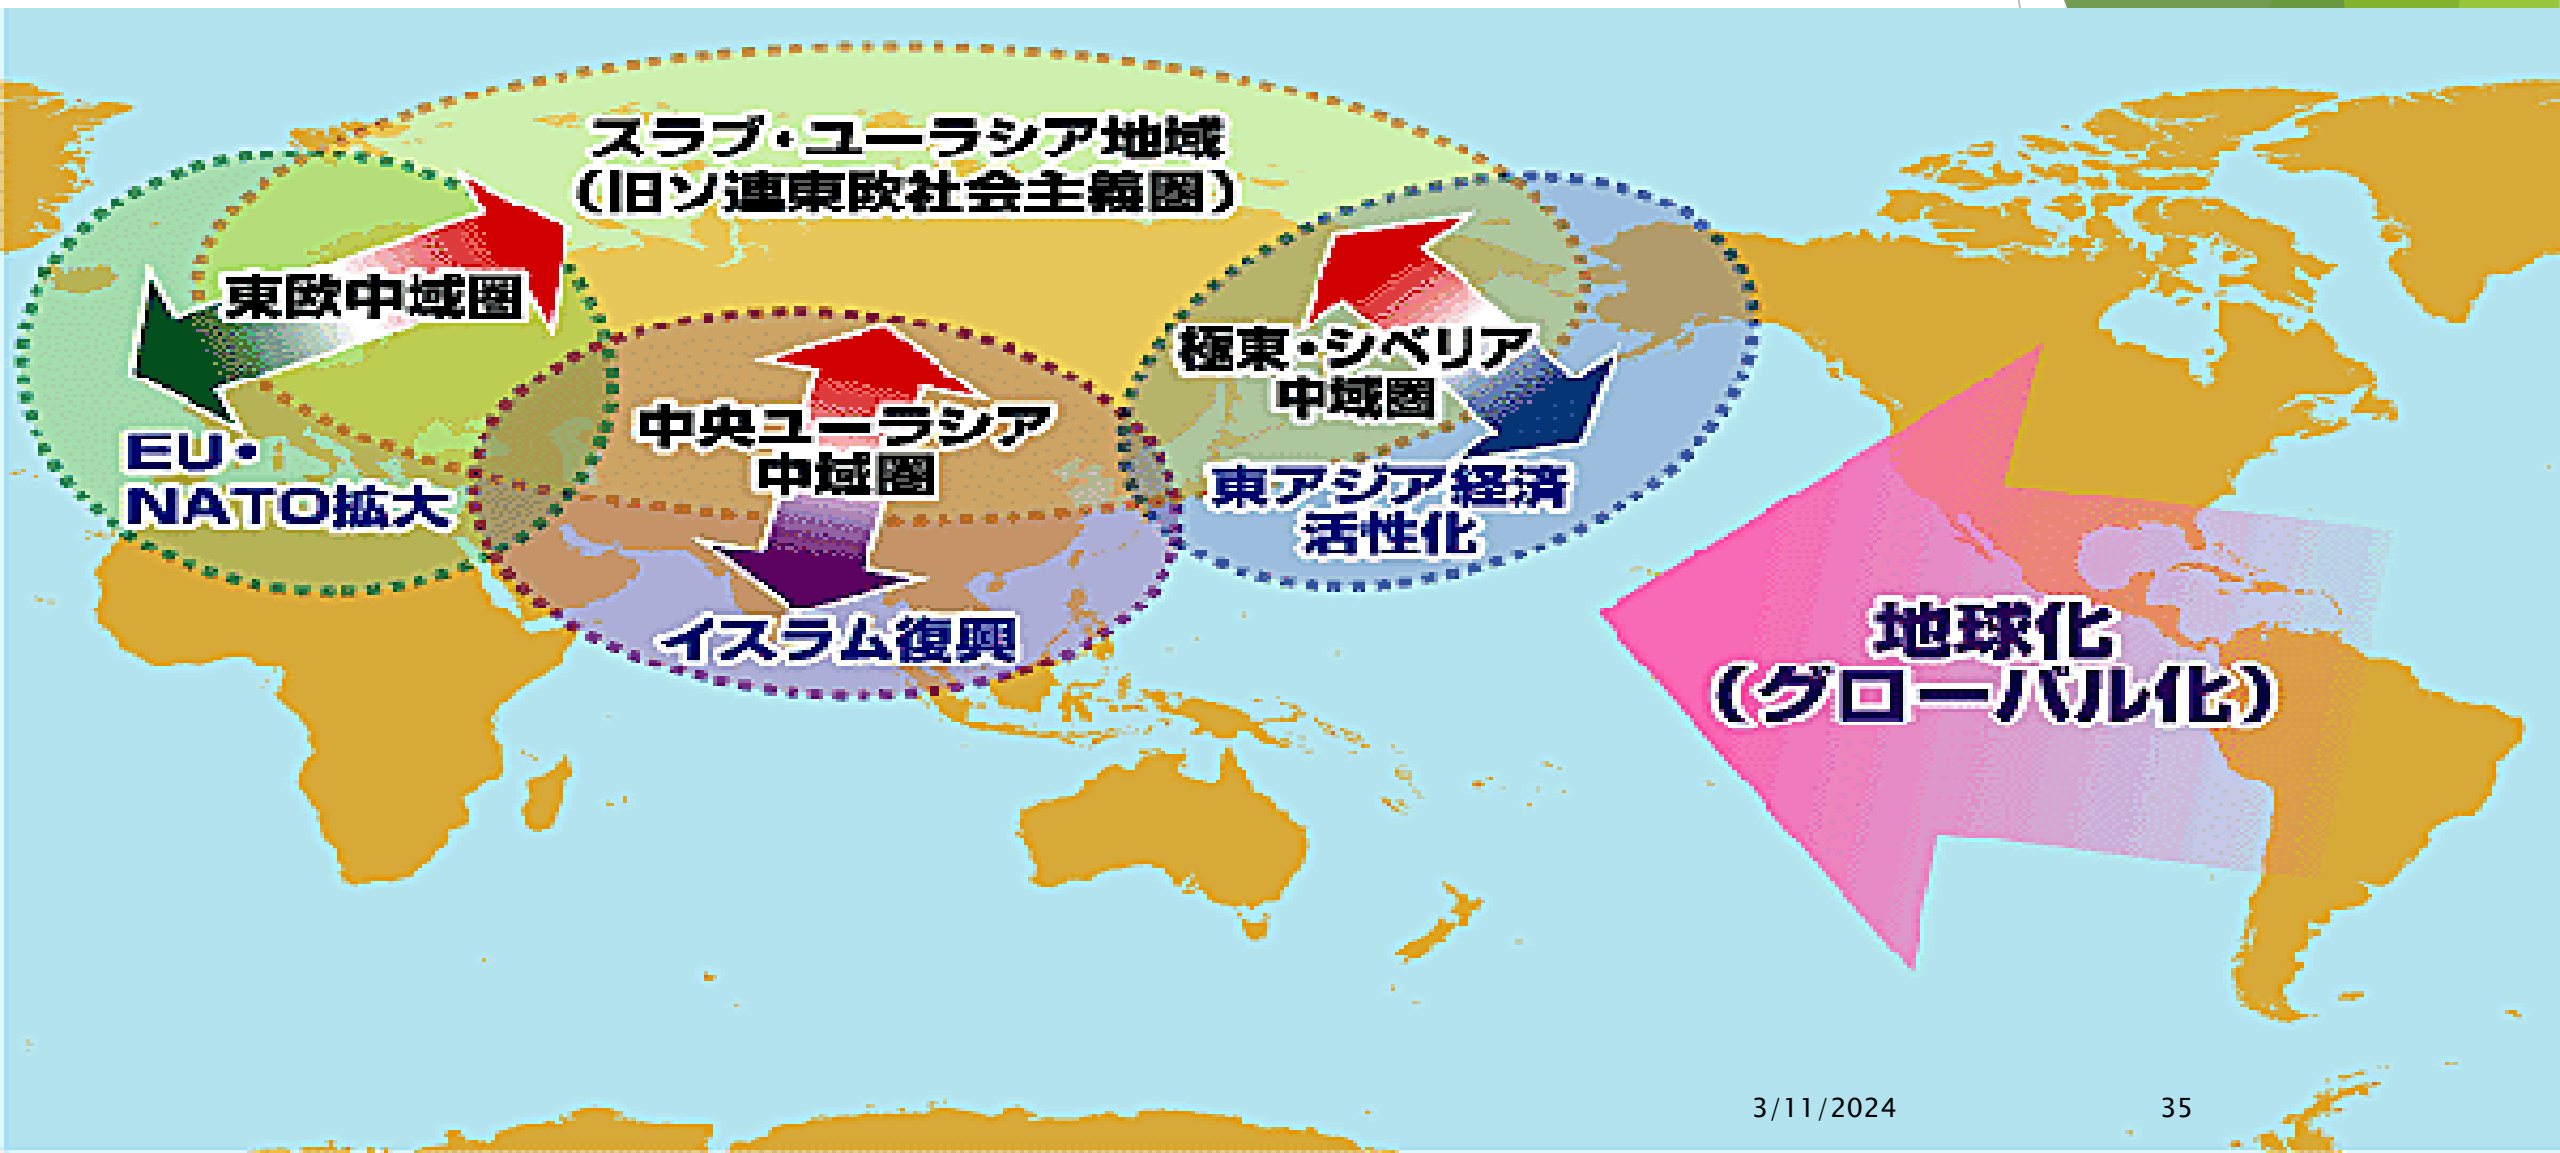 スラブ・ユーラシア地域
（旧ソ連東欧社会主義圏）
東欧中域圏
EU・
NATO拡大
中央ユーラシア
中域圏
イスラム復興
極東・シベリア
中域圏
東アジア経済
活性化
地球化
（グローバル化）
3/11/2024
35